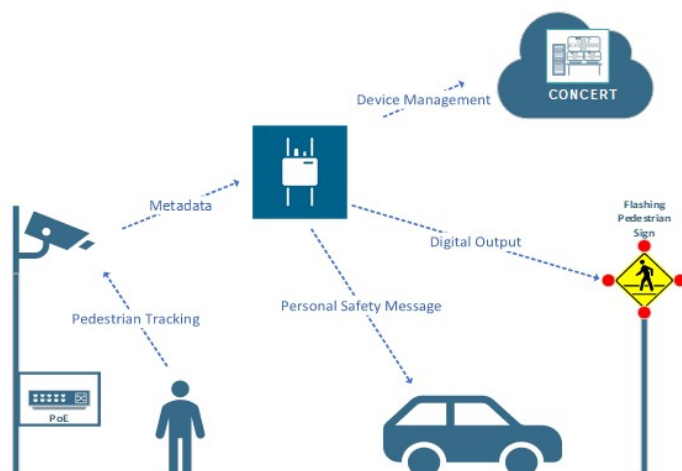 CONCERT
Device Management
Metadata
Flashing
Pedestrian
Sign
Digital Output
Personal Safety Message
Pedestrian Tracking
PoE